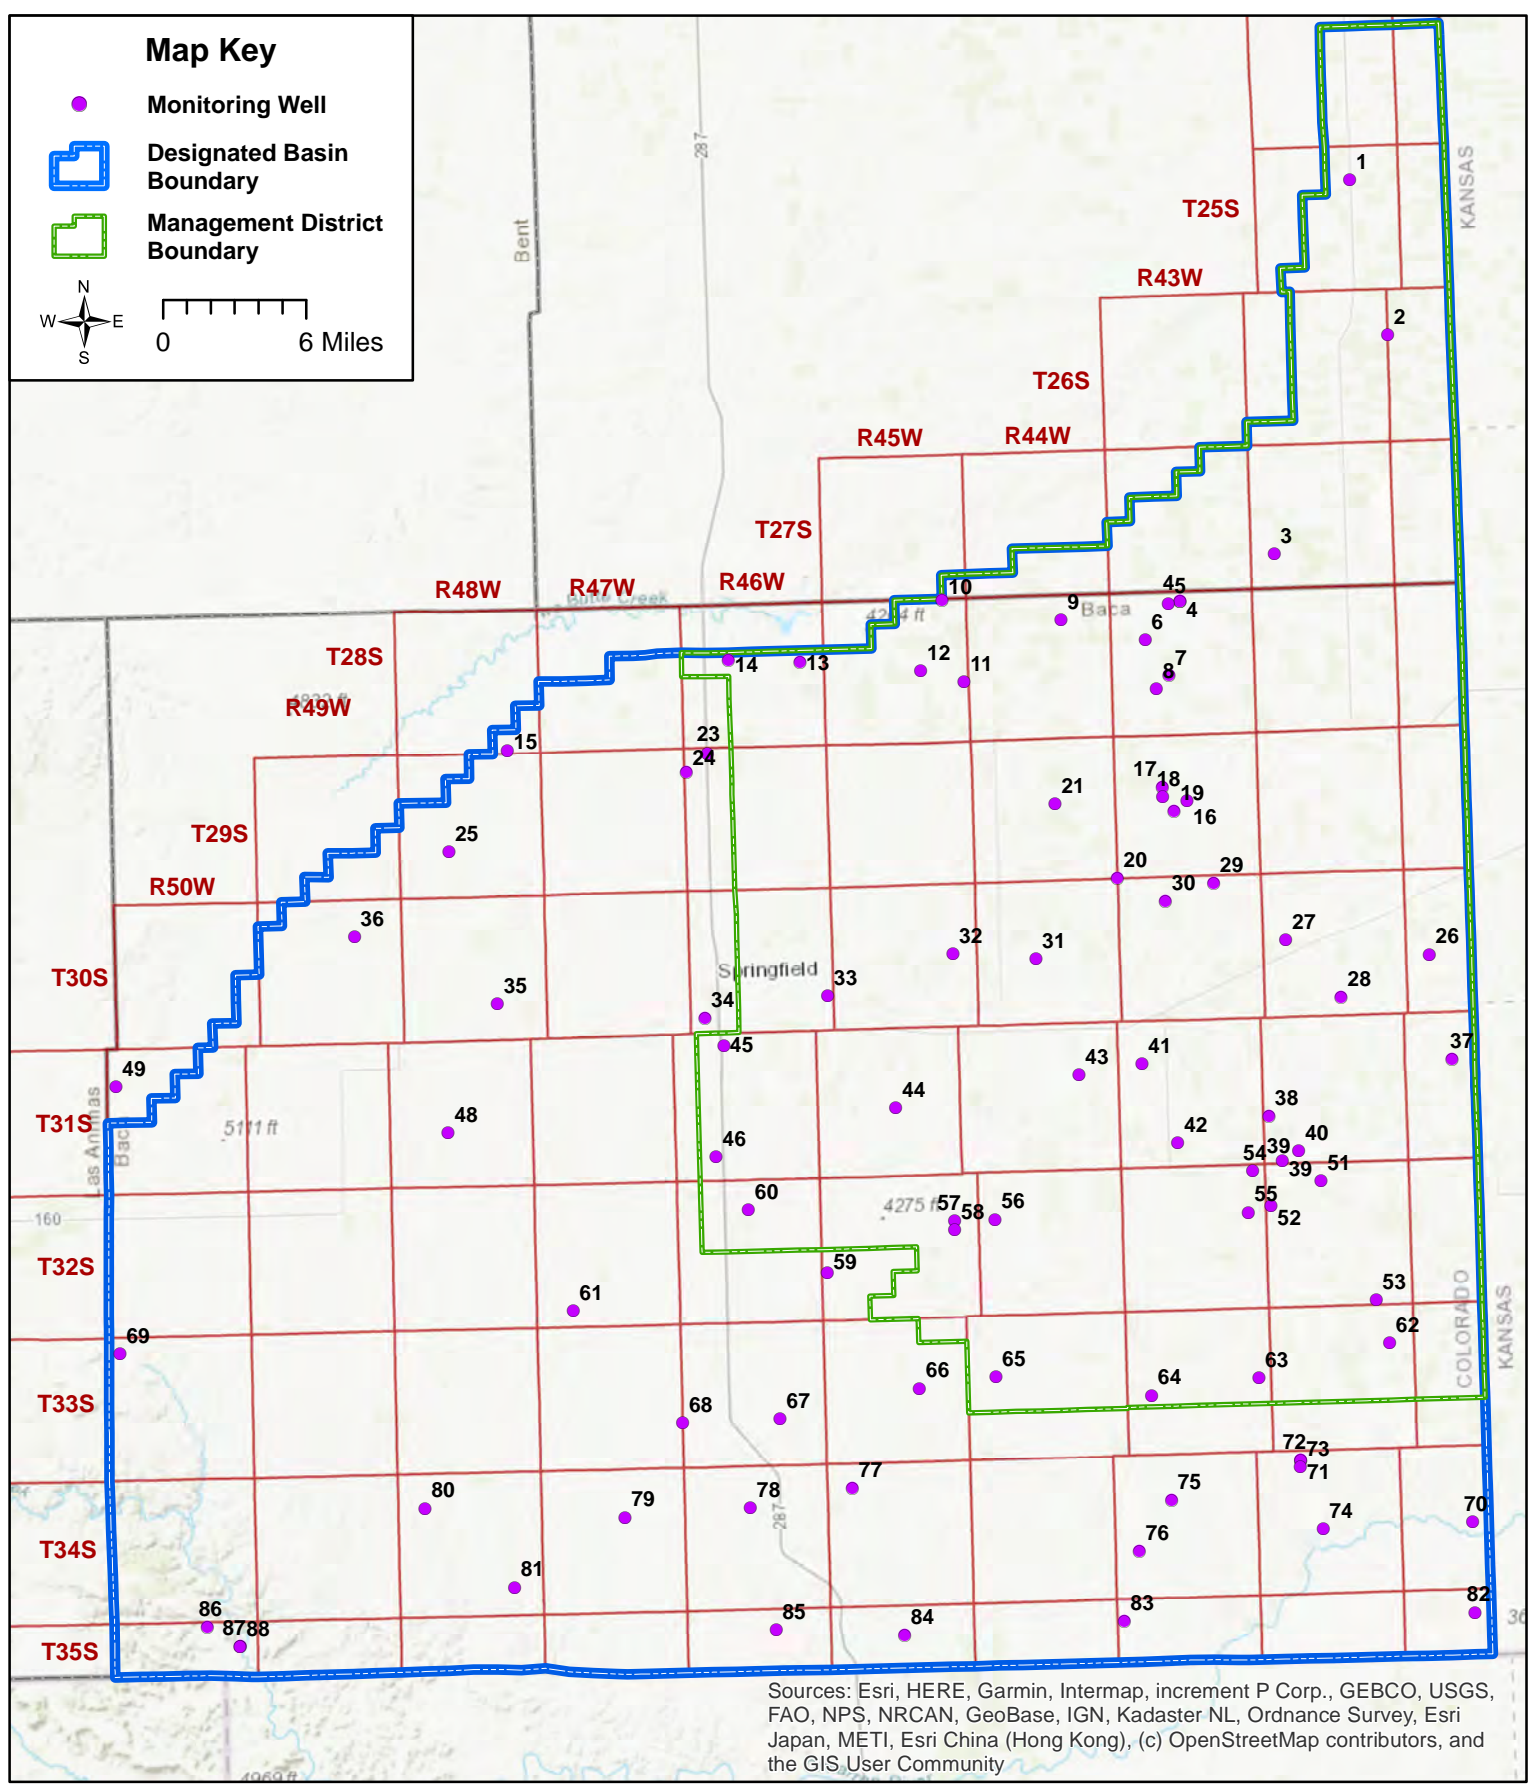 Map Key
Monitoring Well
Designated Basin
Boundary
Management District
Boundary
N
W E
S
0 6 Miles
287
Bent
KANSAS
1
T25S
R43W
2
T26S
R45W R44W
T27S
3
R48W R47W R46W
Butte Creek
10
4
45
4
9
Baca
6
T28S
14 13 12 11
7
8
R49W
15
23
24
17
18
21
19
16
T29S
25
20
29
30
R50W
36
27
26
32 31
T30S
Springfield
35
33
28
34
45
37
49
43 41
44
38
T31S
Las Animas
Baca
5111 ft
48
42
46
40
39
54
39
51
60
55
52
160
4275 ft
57
58
56
T32S
59
61
53
COLORADO
KANSAS
69
62
65
63
66
64
T33S
68 67
72
73
71
77
80
79
78
287
75
74
70
76
T34S
81
86
87
88
85
84
83
82
T35S
36
Sources: Esri, HERE, Garmin, Intermap, increment P Corp., GEBCO, USGS,
FAO, NPS, NRCAN, GeoBase, IGN, Kadaster NL, Ordnance Survey, Esri
Japan, METI, Esri China (Hong Kong), (c) OpenStreetMap contributors, and
the GIS User Community
4969 ft